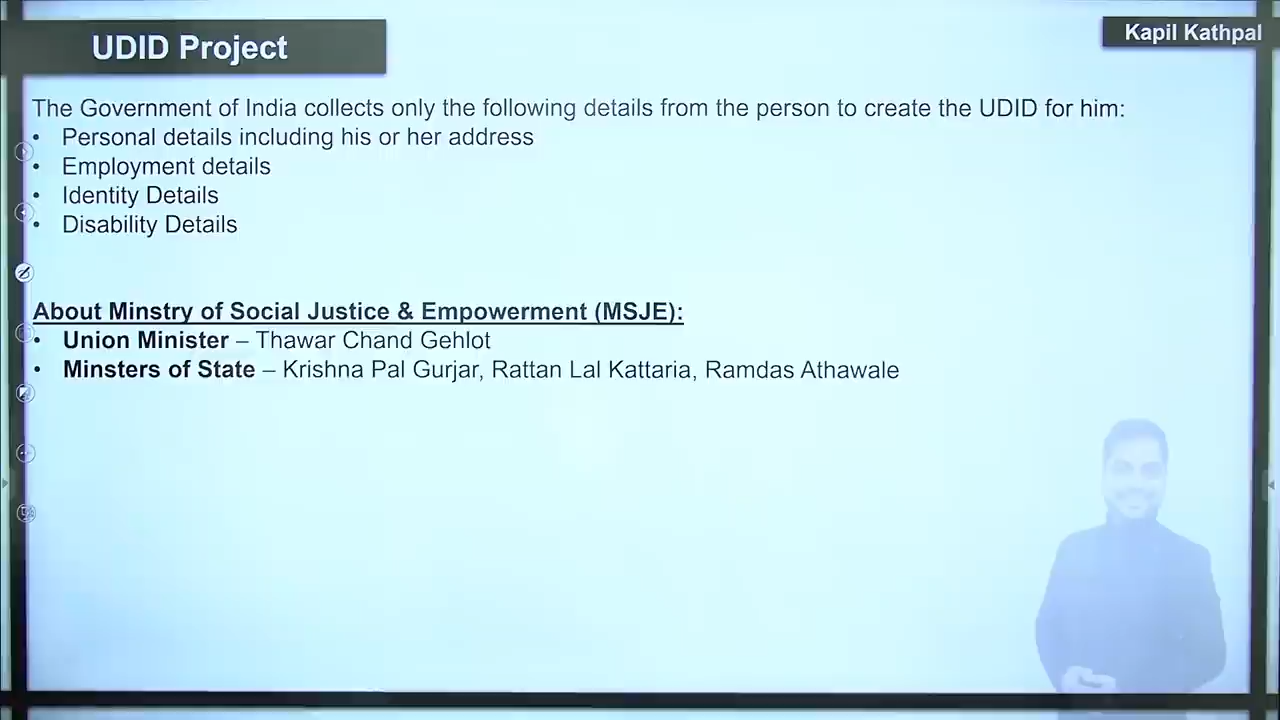 UDID Project
Kapil Kathpal
The Government of India collects only the following details from the person to create the UDID for him:
• Personal details including his or her address
• Employment details
• Identity Details
• Disability Details
About Minstry of Social Justice & Empowerment (MSJE):
• Union Minister – Thawar Chand Gehlot
• Minsters of State – Krishna Pal Gurjar, Rattan Lal Kattaria, Ramdas Athawale